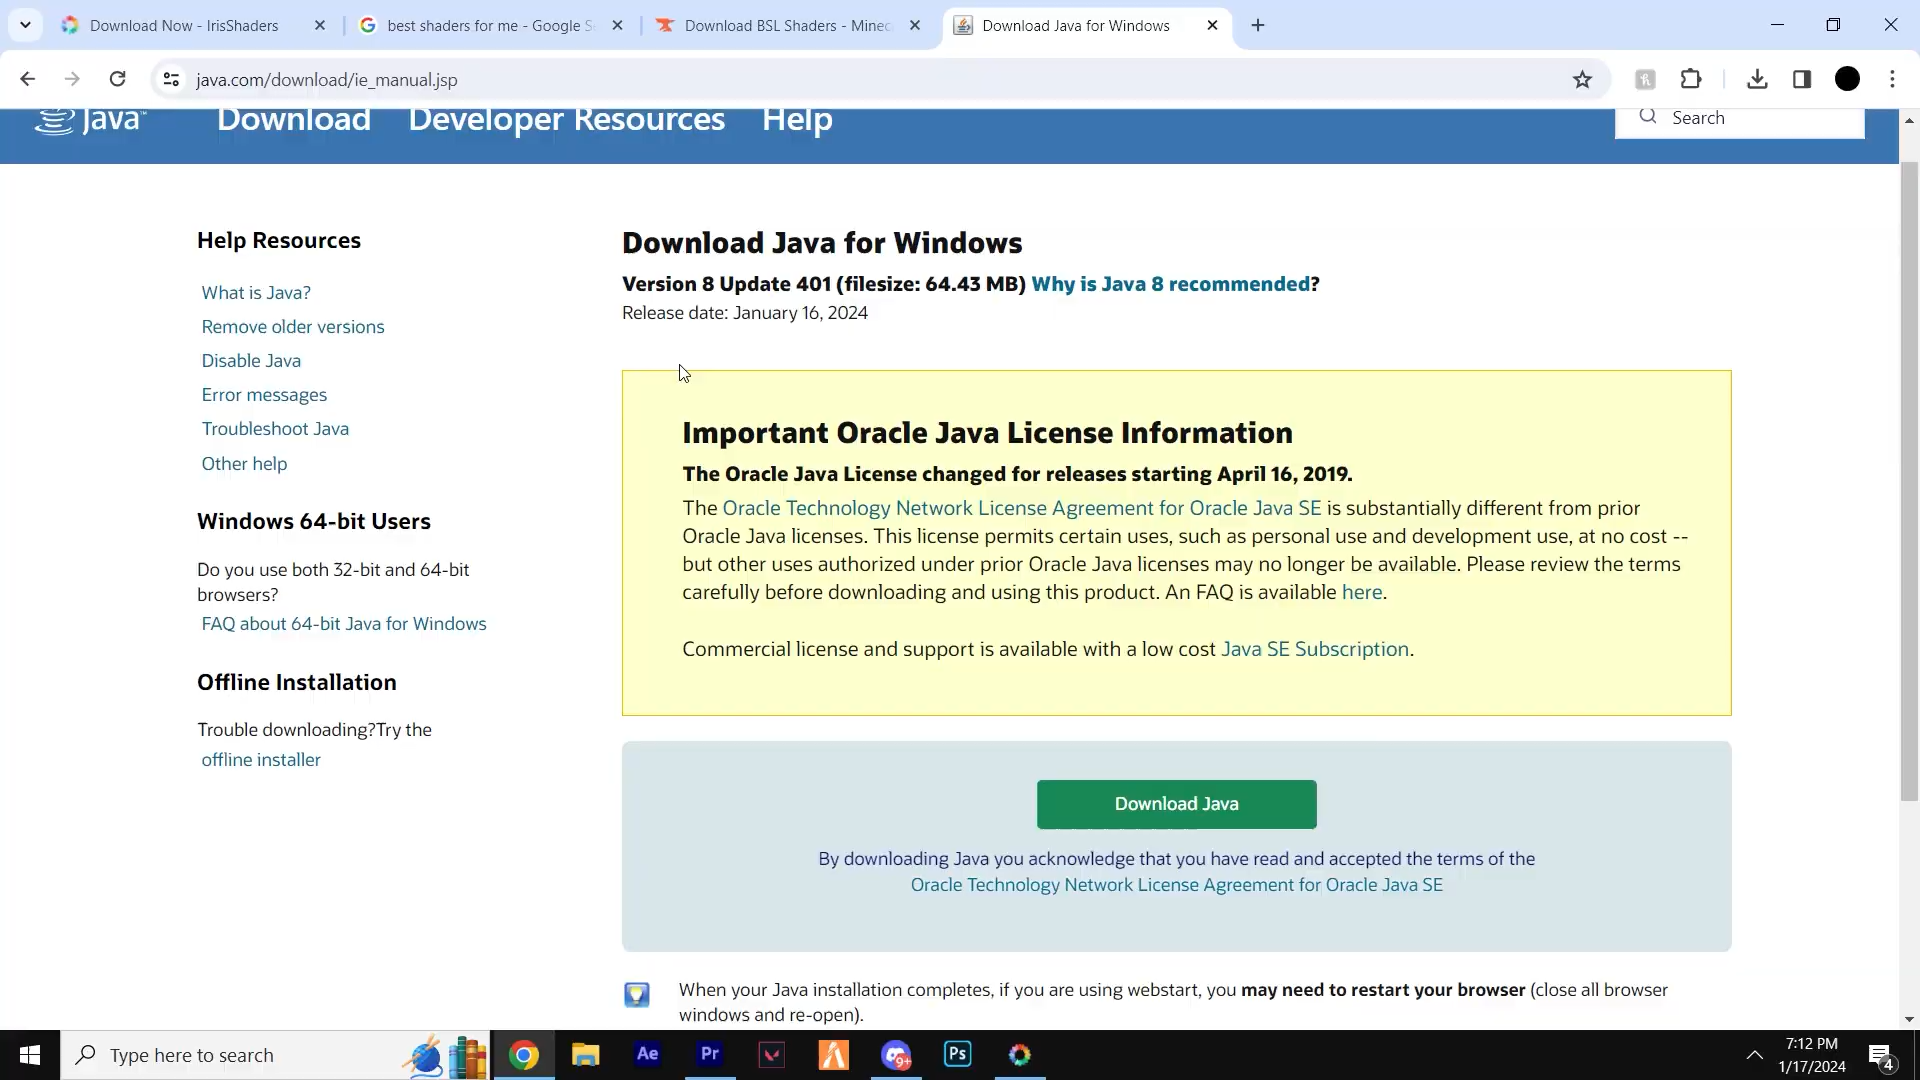 Download Now - IrisShaders
best shaders for me - Google S
Download BSL Shaders - Minec
Download Java for Windows
java.com/download/ie_manual.jsp
Java
Download
Developer Resources
Help
Search
Help Resources
What is Java?
Remove older versions
Disable Java
Error messages
Troubleshoot Java
Other help
Windows 64-bit Users
Do you use both 32-bit and 64-bit
browsers?
FAQ about 64-bit Java for Windows
Offline Installation
Trouble downloading?Try the
offline installer
Download Java for Windows
Version 8 Update 401 (filesize: 64.43 MB) Why is Java 8 recommended?
Release date: January 16, 2024
Important Oracle Java License Information
The Oracle Java License changed for releases starting April 16, 2019.
The Oracle Technology Network License Agreement for Oracle Java SE is substantially different from prior
Oracle Java licenses. This license permits certain uses, such as personal use and development use, at no cost --
but other uses authorized under prior Oracle Java licenses may no longer be available. Please review the terms
carefully before downloading and using this product. An FAQ is available here.
Commercial license and support is available with a low cost Java SE Subscription.
Download Java
By downloading Java you acknowledge that you have read and accepted the terms of the
Oracle Technology Network License Agreement for Oracle Java SE
When your Java installation completes, if you are using webstart, you may need to restart your browser (close all browser
windows and re-open).
Type here to search
Ae
Pr
9+
Ps
7:12 PM
1/17/2024
4